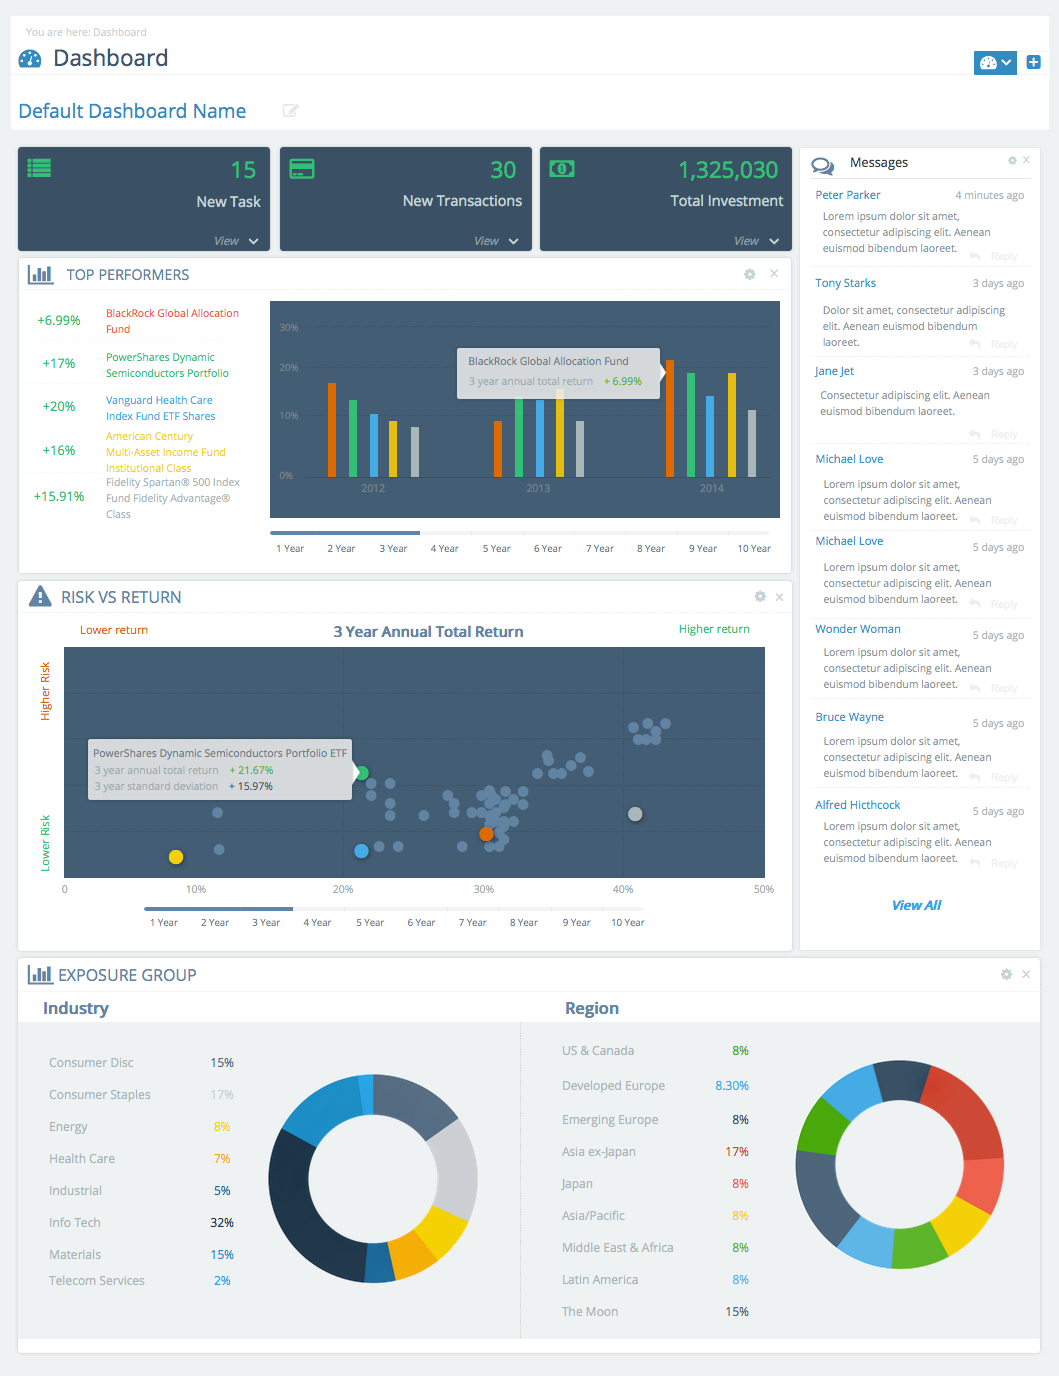 You are here: Dashboard
Dashboard
Default Dashboard Name
15
New Task
View
30
New Transactions
View
1,325,030
Total Investment
View
TOP PERFORMERS
+6.99%
BlackRock Global Allocation
Fund
+17%
PowerShares Dynamic
Semiconductors Portfolio
+20%
Vanguard Health Care
Index Fund ETF Shares
+16%
American Century
Multi-Asset Income Fund
Institutional Class
+15.91%
Fidelity Spartan® 500 Index
Fund Fidelity Advantage®
Class
30%
20%
10%
0%
BlackRock Global Allocation Fund
3 year annual total return + 6.99%
2012 2013 2014
1 Year 2 Year 3 Year 4 Year 5 Year 6 Year 7 Year 8 Year 9 Year 10 Year
RISK VS RETURN
Lower return 3 Year Annual Total Return Higher return
Higher Risk
Lower Risk
PowerShares Dynamic Semiconductors Portfolio ETF
3 year annual total return + 21.67%
3 year standard deviation + 15.97%
0 10% 20% 30% 40% 50%
1 Year 2 Year 3 Year 4 Year 5 Year 6 Year 7 Year 8 Year 9 Year 10 Year
Messages
Peter Parker 4 minutes ago
Lorem ipsum dolor sit amet,
consectetur adipiscing elit. Aenean
euismod bibendum laoreet.
Reply
Tony Starks 3 days ago
Dolor sit amet, consectetur adipiscing
elit. Aenean euismod bibendum
laoreet.
Reply
Jane Jet 3 days ago
Consectetur adipiscing elit. Aenean
euismod bibendum laoreet.
Reply
Michael Love 5 days ago
Lorem ipsum dolor sit amet,
consectetur adipiscing elit. Aenean
euismod bibendum laoreet.
Reply
Michael Love 5 days ago
Lorem ipsum dolor sit amet,
consectetur adipiscing elit. Aenean
euismod bibendum laoreet.
Reply
Wonder Woman 5 days ago
Lorem ipsum dolor sit amet,
consectetur adipiscing elit. Aenean
euismod bibendum laoreet.
Reply
Bruce Wayne 5 days ago
Lorem ipsum dolor sit amet,
consectetur adipiscing elit. Aenean
euismod bibendum laoreet.
Reply
Alfred Hicthcock 5 days ago
Lorem ipsum dolor sit amet,
consectetur adipiscing elit. Aenean
euismod bibendum laoreet.
Reply
View All
EXPOSURE GROUP
Industry
Consumer Disc 15%
Consumer Staples 17%
Energy 8%
Health Care 7%
Industrial 5%
Info Tech 32%
Materials 15%
Telecom Services 2%
Region
US & Canada 8%
Developed Europe 8.30%
Emerging Europe 8%
Asia ex-Japan 17%
Japan 8%
Asia/Pacific 8%
Middle East & Africa 8%
Latin America 8%
The Moon 15%